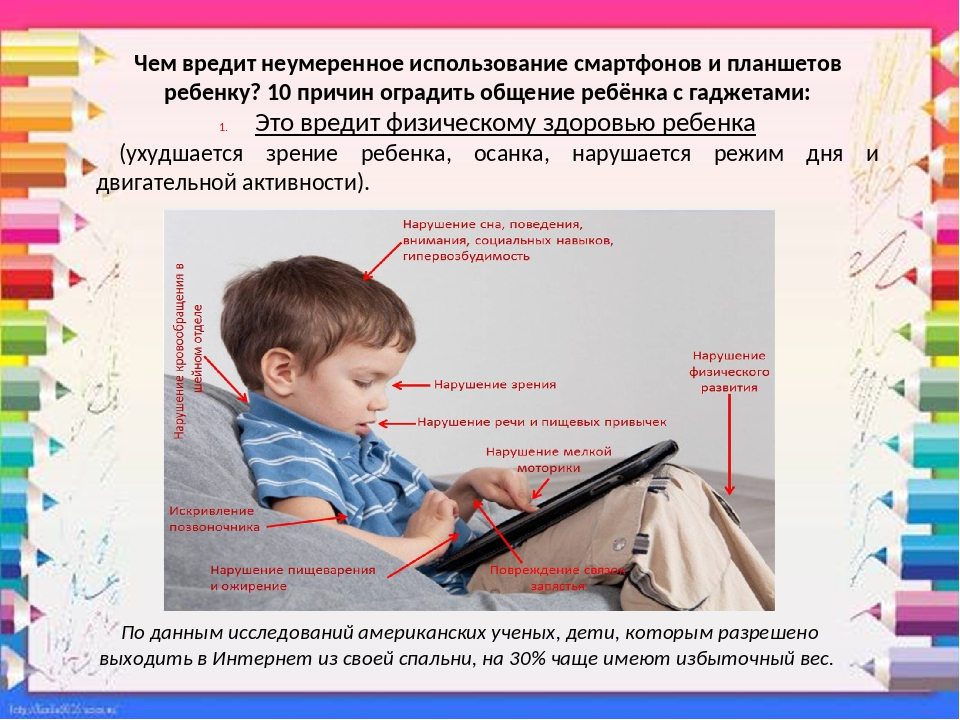 Чем вредит неумеренное использование смартфонов и планшетов
ребенку? 10 причин оградить общение ребёнка с гаджетами:
1. Это вредит физическому здоровью ребенка
(ухудшается зрение ребенка, осанка, нарушается режим дня и
двигательной активности).
Нарушение сна, поведения,
внимания, социальных навыков,
гипервозбудимость
Нарушение кровообращения в
шейном отделе
Нарушение зрения
Нарушение
физического
развития
Нарушение речи и пищевых привычек
Нарушение мелкой
моторики
Искривление
позвоночника
Нарушение пищеварения
и ожирение
Повреждение связок
запястья
По данным исследований американских ученых, дети, которым разрешено
выходить в Интернет из своей спальни, на 30% чаще имеют избыточный вес.